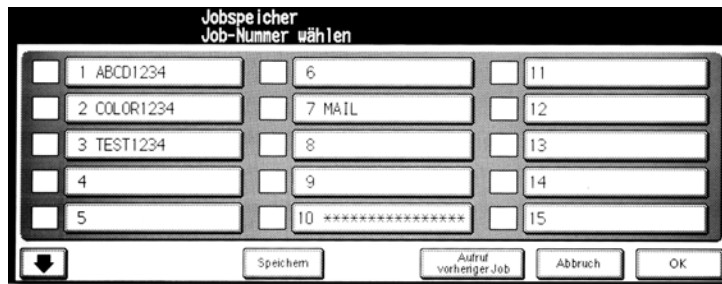 Jobspeicher
Job-Nummer wählen
1 ABCD1234
6
11
2 COLOR1234
7 MAIL
12
3 TEST1234
8
13
4
9
14
5
10 ****************
15
Speichern
Aufruf
vorheriger Job
Abbruch
OK